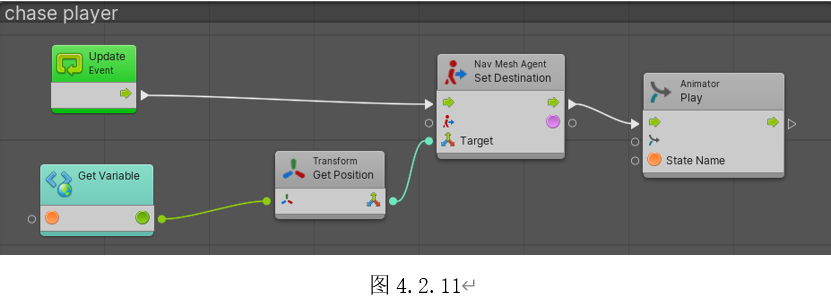 chase player
Update
Event
Nav Mesh Agent
Set Destination
Target
Animator
Play
State Name
Transform
Get Position
Get Variable
图 4.2.11↵